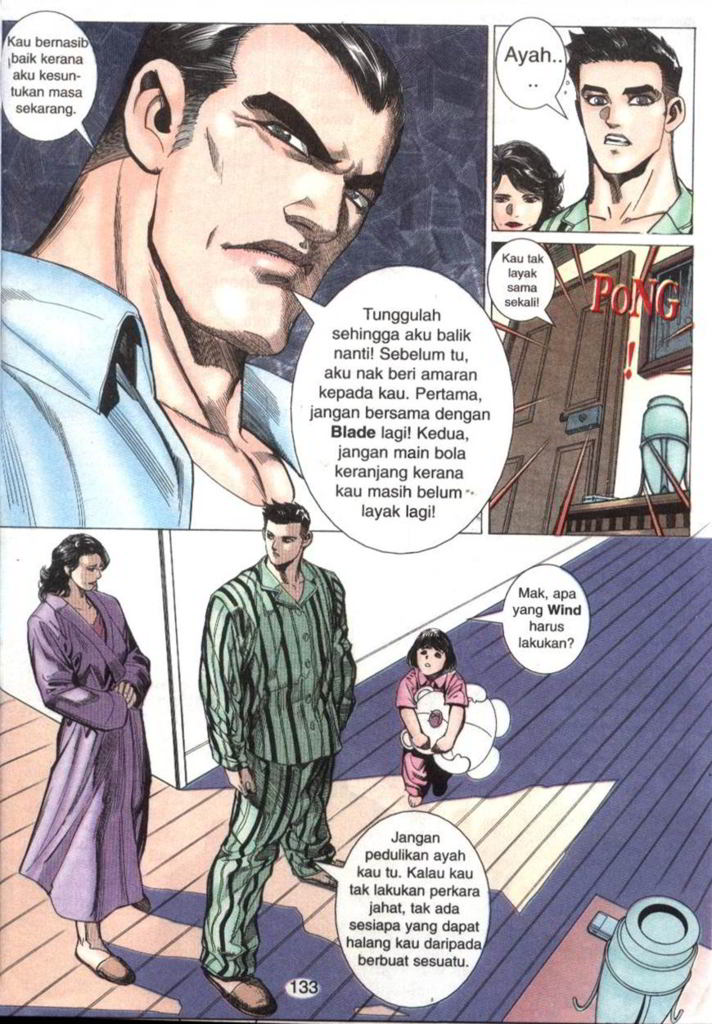 Kau bernasib
baik kerana
aku kesun-
tukan masa
sekarang.
Tunggulah
sehingga aku balik
nanti! Sebelum tu,
aku nak beri amaran
kepada kau. Pertama,
jangan bersama dengan
Blade lagi! Kedua,
jangan main bola
keranjang kerana
kau masih belum
layak lagi!
Ayah..
..
Kau tak
layak
sama
sekali!
PONG
!
Mak, apa
yang Wind
harus
lakukan?
Jangan
pedulikan ayah
kau tu. Kalau kau
tak lakukan perkara
jahat, tak ada
sesiapa yang dapat
halang kau daripada
berbuat sesuatu.
133